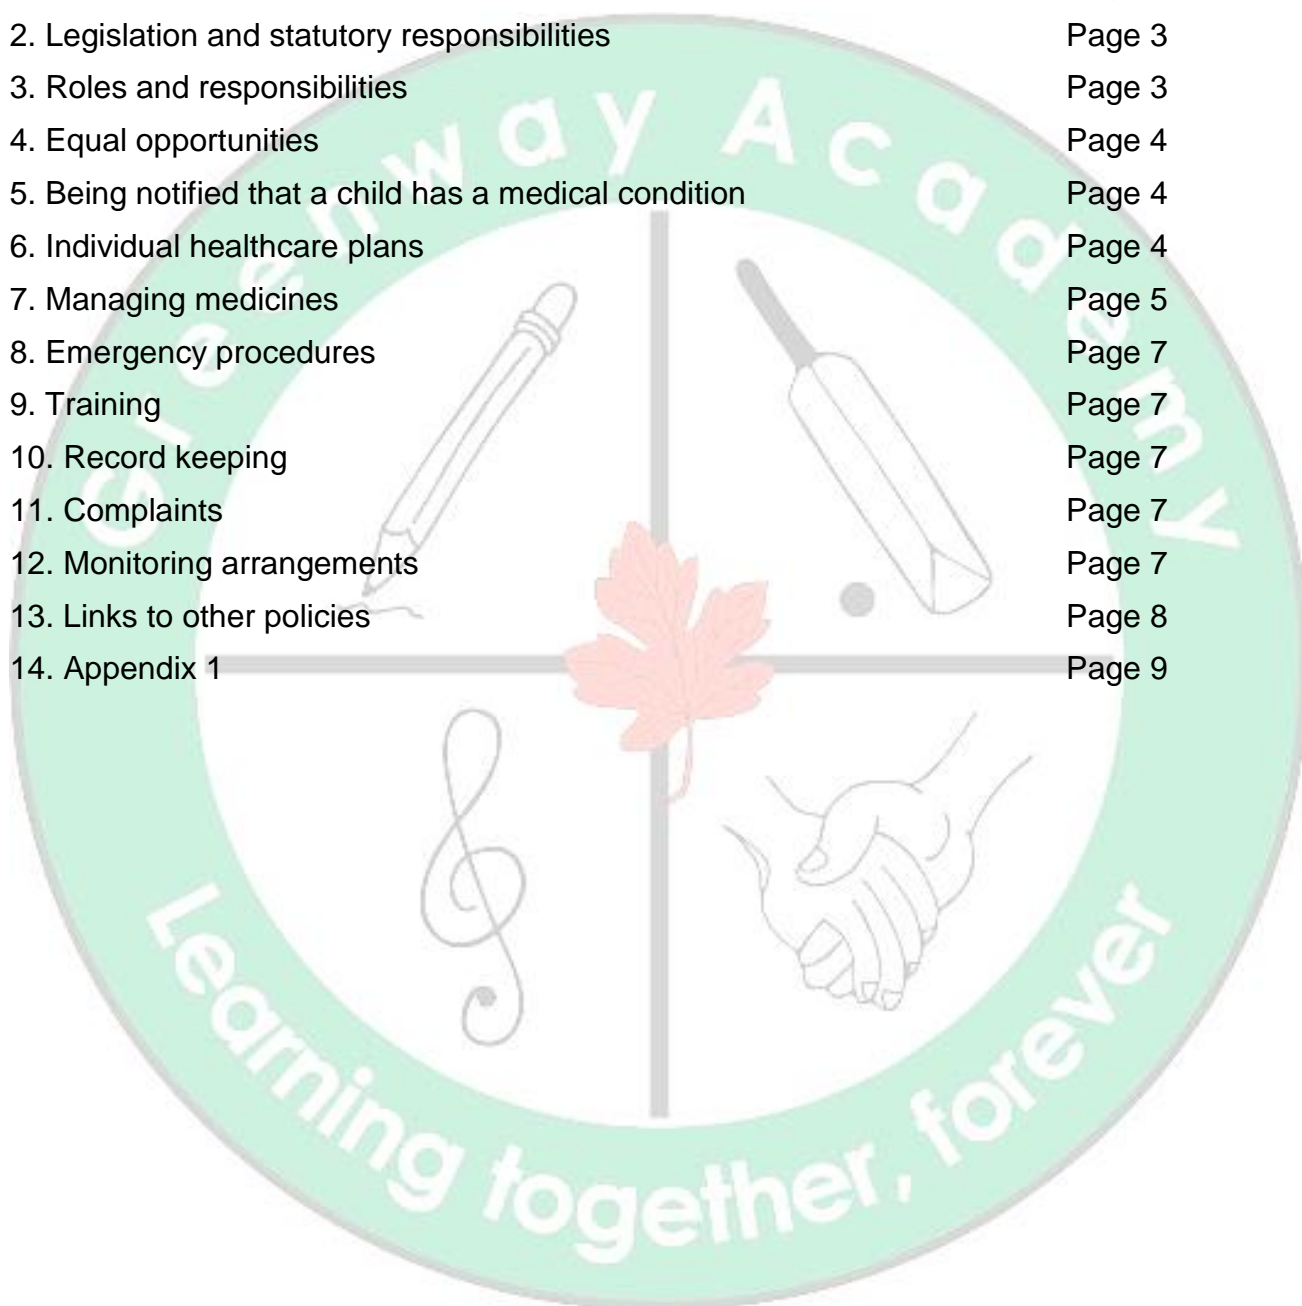 2. Legislation and statutory responsibilities Page 3
3. Roles and responsibilities Page 3
4. Equal opportunities Page 4
5. Being notified that a child has a medical condition Page 4
6. Individual healthcare plans Page 4
7. Managing medicines Page 5
8. Emergency procedures Page 7
9. Training Page 7
10. Record keeping Page 7
11. Complaints Page 7
12. Monitoring arrangements Page 7
13. Links to other policies Page 8
14. Appendix 1 Page 9
Greenway Academy
Learning together, forever